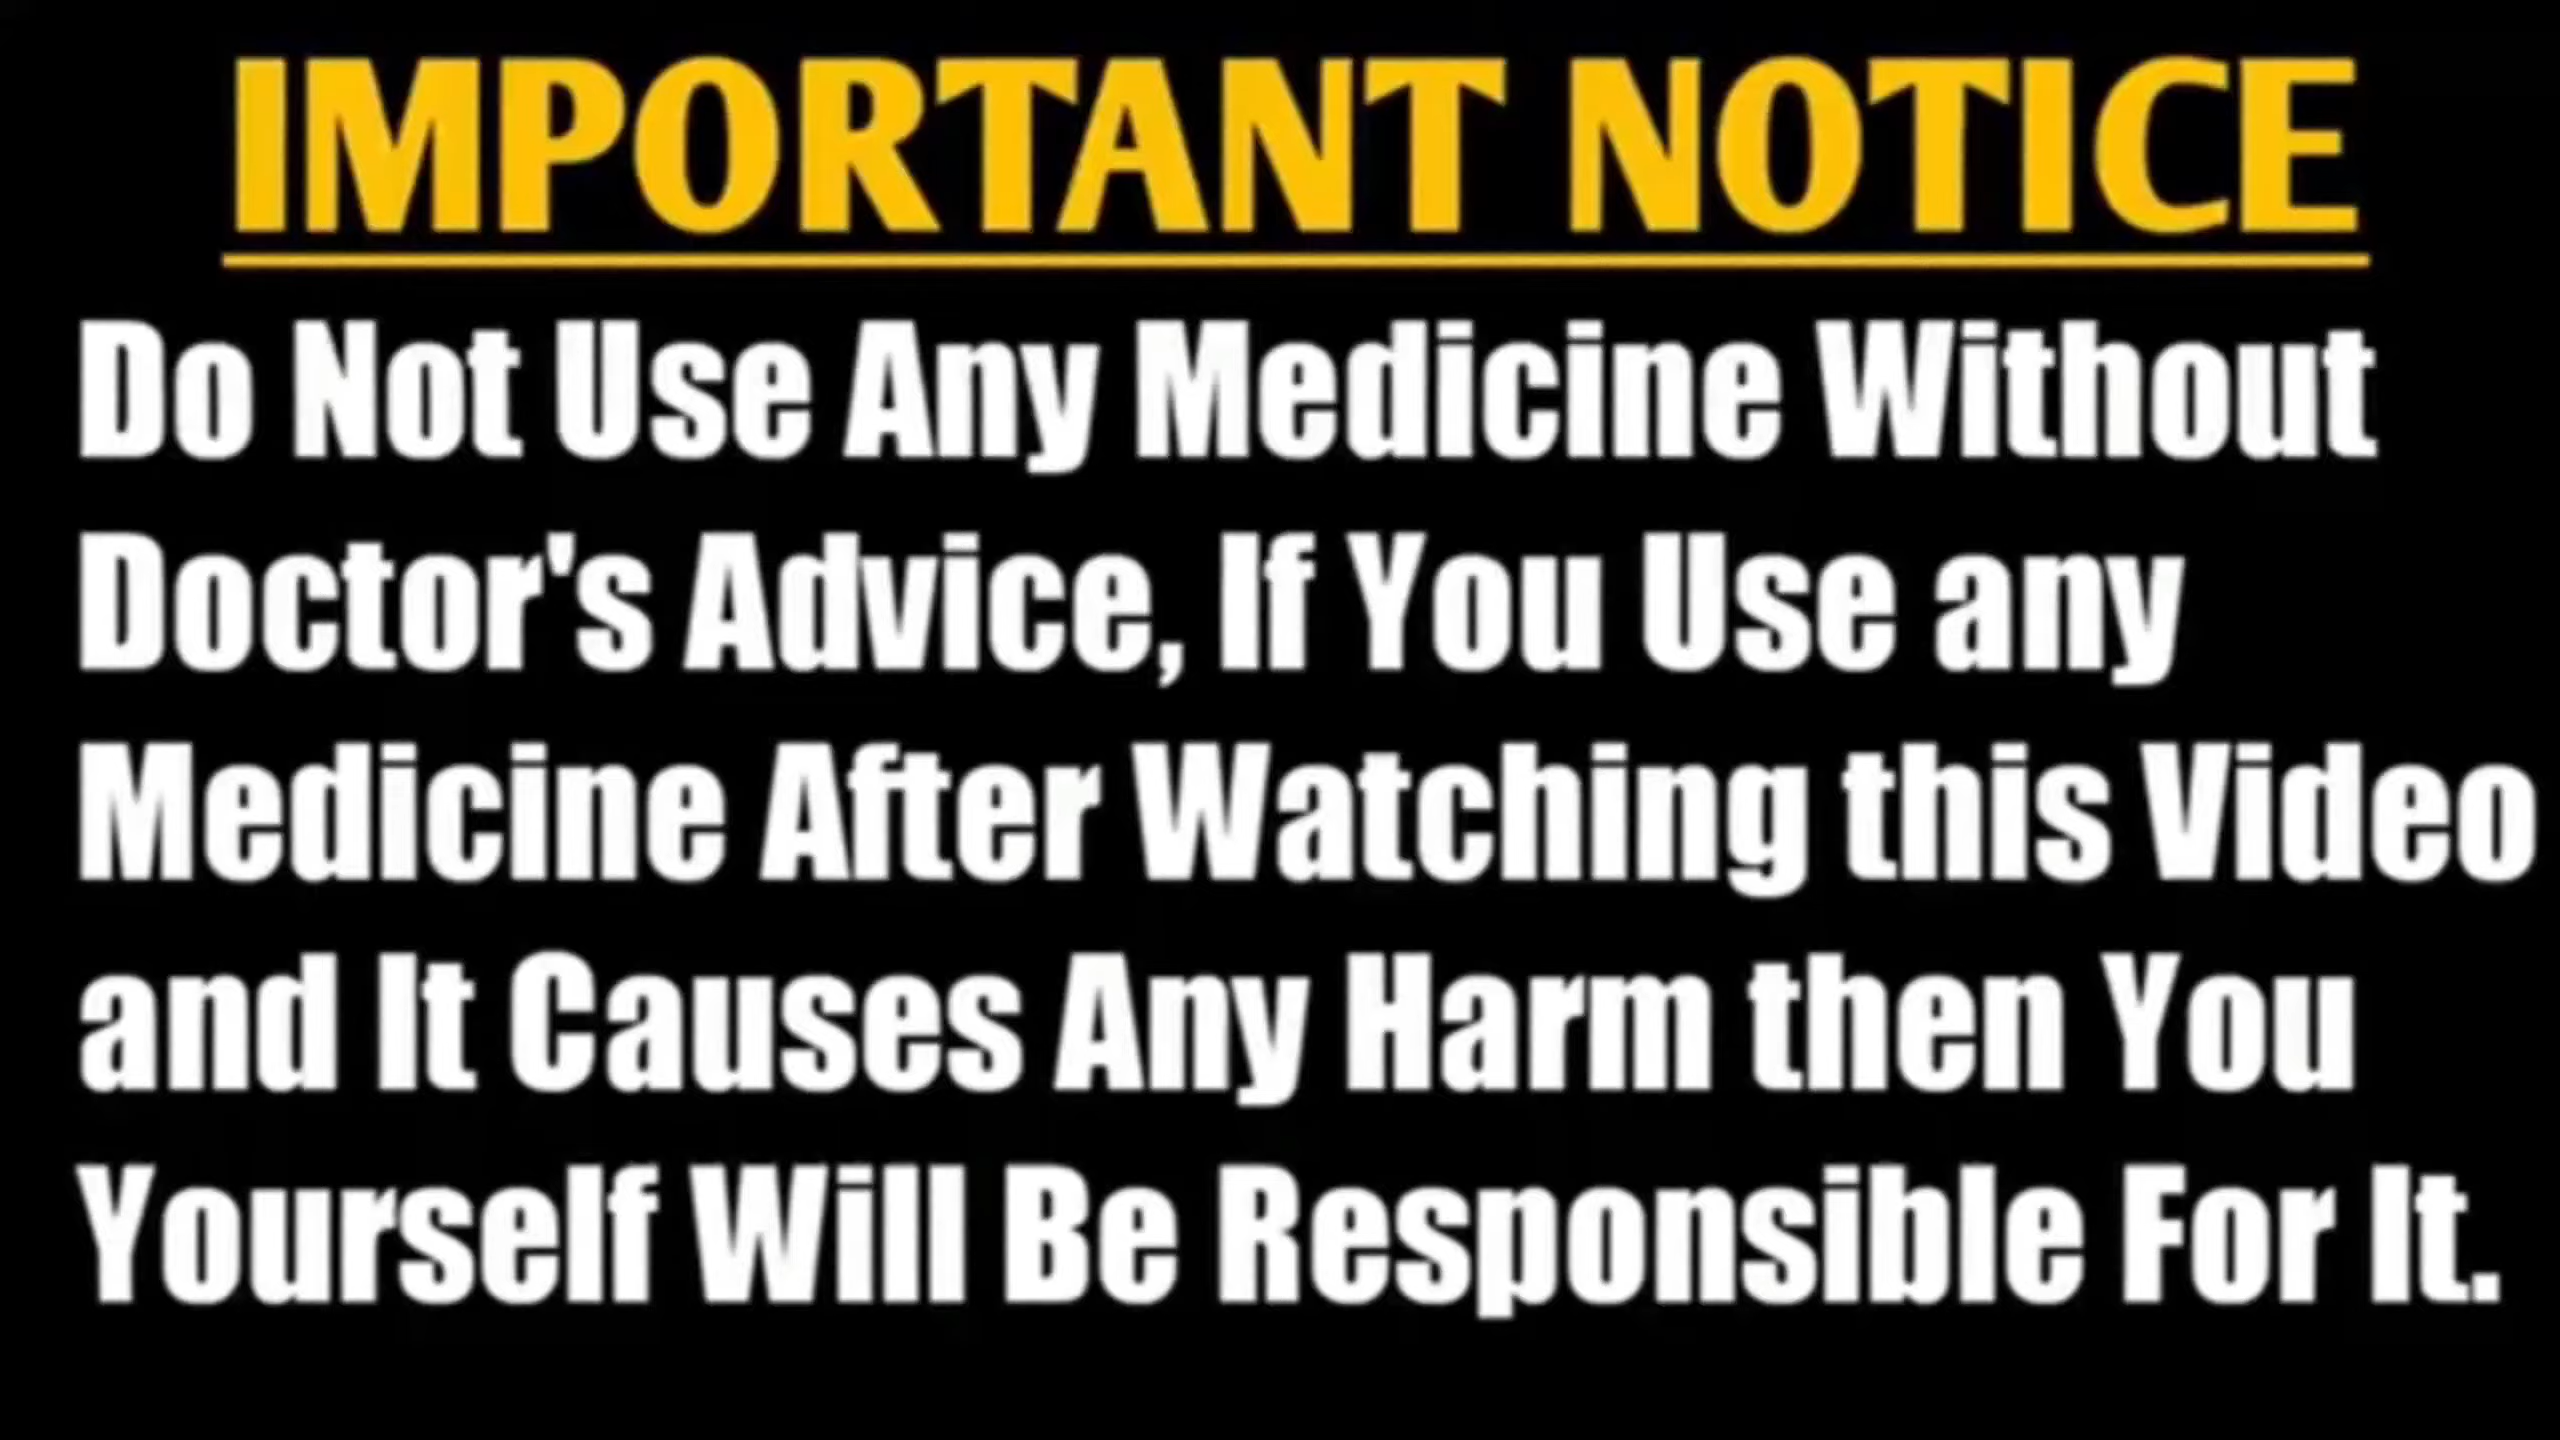 IMPORTANT NOTICE
Do Not Use Any Medicine Without
Doctor's Advice, If You Use any
Medicine After Watching this Video
and It Causes Any Harm then You
Yourself Will Be Responsible For It.